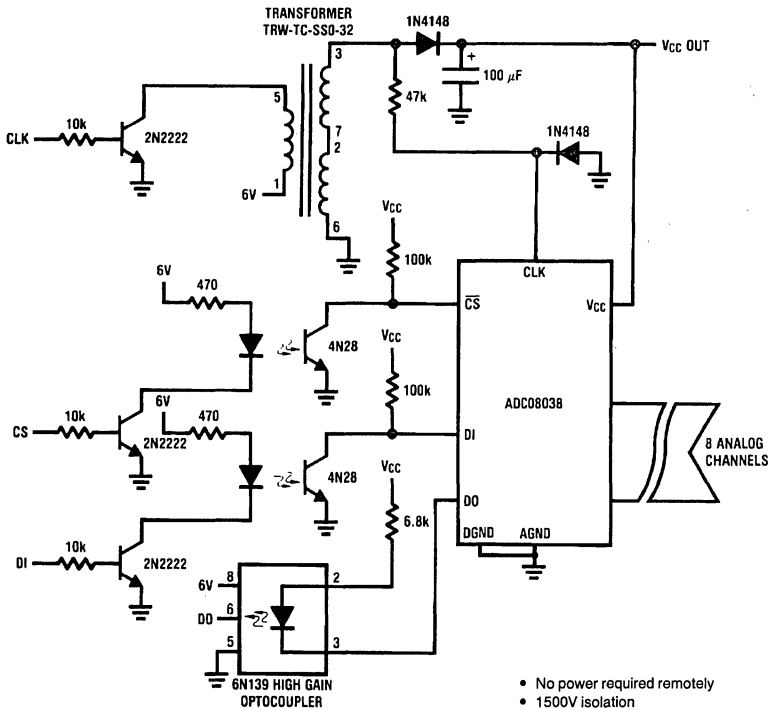 TRANSFORMER
TRW-TC-SSO-32
1N4148
3
VCC OUT
+
100 μF
5
47k
10k
CLK
2N2222
7
2
1N4148
1
6V
6
VCC
100k
CLK
6V
470
CS
VCC
4N28
VCC
100k
ADC0803B
8 ANALOG
CHANNELS
10k
6V
470
CS
2N2222
DI
4N28
VCC
DO
6.8k
DGND
AGND
10k
DI
2N2222
6V
8
2
DO
6
5
3
6N139 HIGH GAIN
OPTOCOUPLER
• No power required remotely
• 1500V isolation